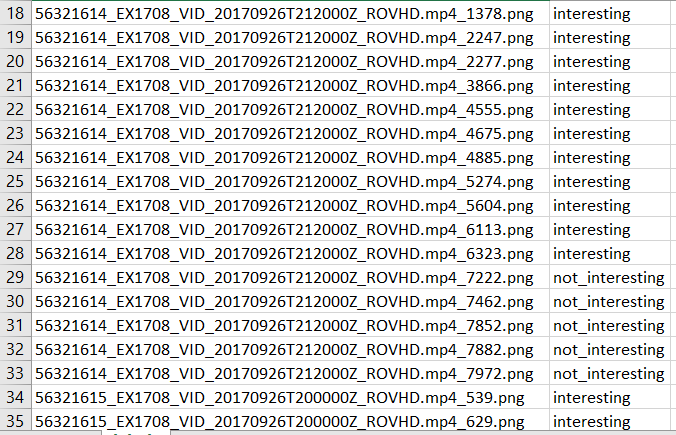 18 56321614_EX1708_VID_20170926T212000Z_ROVHD.mp4_1378.png interesting
19 56321614_EX1708_VID_20170926T212000Z_ROVHD.mp4_2247.png interesting
20 56321614_EX1708_VID_20170926T212000Z_ROVHD.mp4_2277.png interesting
21 56321614_EX1708_VID_20170926T212000Z_ROVHD.mp4_3866.png interesting
22 56321614_EX1708_VID_20170926T212000Z_ROVHD.mp4_4555.png interesting
23 56321614_EX1708_VID_20170926T212000Z_ROVHD.mp4_4675.png interesting
24 56321614_EX1708_VID_20170926T212000Z_ROVHD.mp4_4885.png interesting
25 56321614_EX1708_VID_20170926T212000Z_ROVHD.mp4_5274.png interesting
26 56321614_EX1708_VID_20170926T212000Z_ROVHD.mp4_5604.png interesting
27 56321614_EX1708_VID_20170926T212000Z_ROVHD.mp4_6113.png interesting
28 56321614_EX1708_VID_20170926T212000Z_ROVHD.mp4_6323.png interesting
29 56321614_EX1708_VID_20170926T212000Z_ROVHD.mp4_7222.png not_interesting
30 56321614_EX1708_VID_20170926T212000Z_ROVHD.mp4_7462.png not_interesting
31 56321614_EX1708_VID_20170926T212000Z_ROVHD.mp4_7852.png not_interesting
32 56321614_EX1708_VID_20170926T212000Z_ROVHD.mp4_7882.png not_interesting
33 56321614_EX1708_VID_20170926T212000Z_ROVHD.mp4_7972.png not_interesting
34 56321615_EX1708_VID_20170926T200000Z_ROVHD.mp4_539.png interesting
35 56321615_EX1708_VID_20170926T200000Z_ROVHD.mp4_629.png interesting